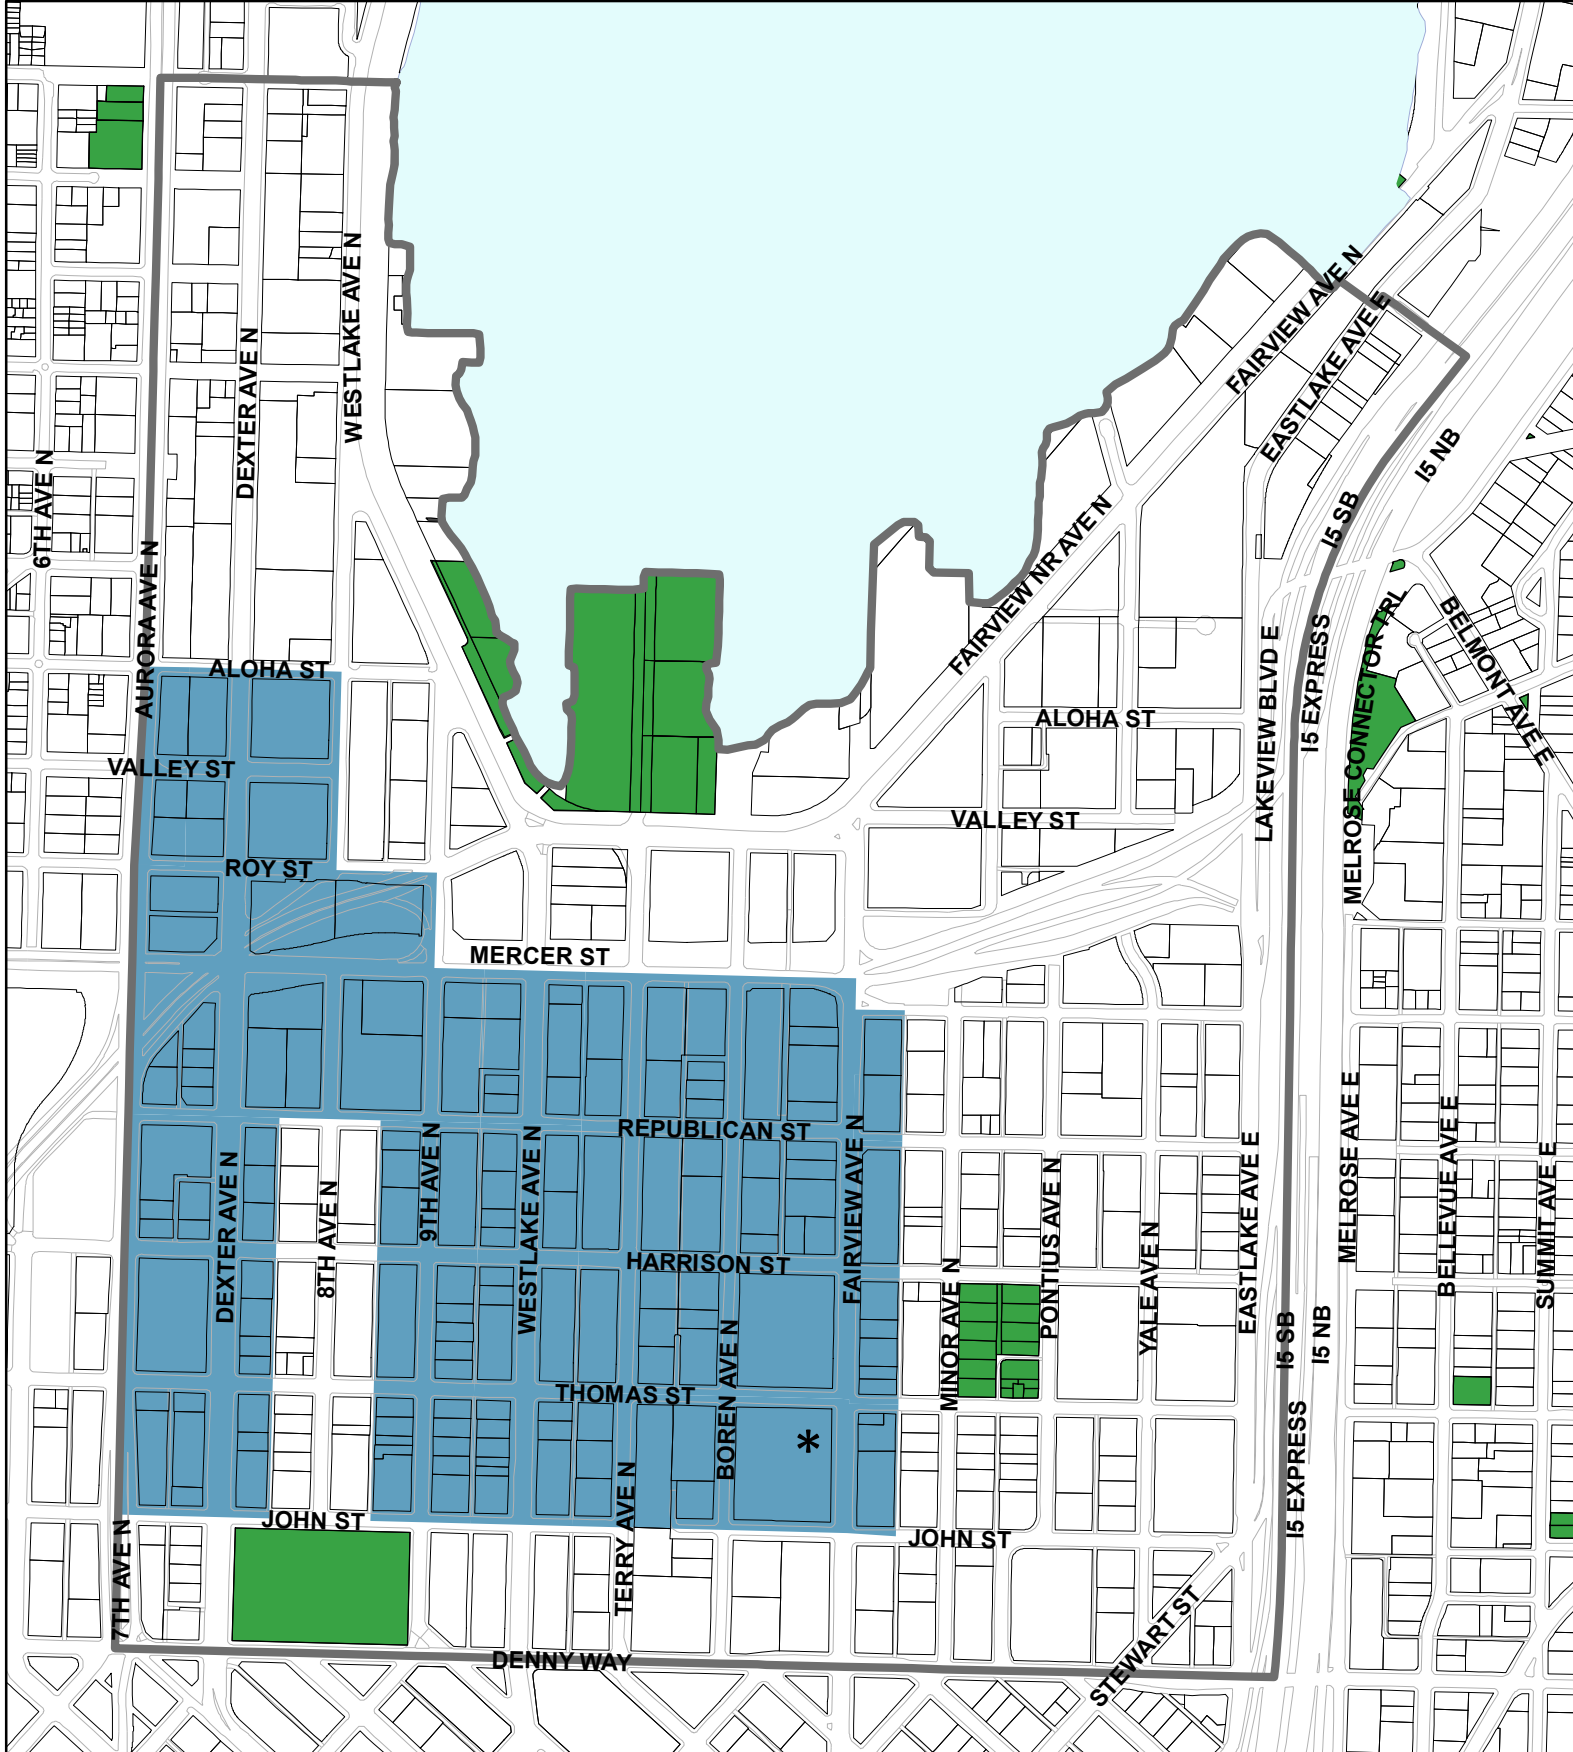 WESTLAKE AVE N
FAIRVIEW AVE N
EASTLAKE AVE E
DEXTER AVE N
6TH AVE N
I5 NB
I5 SB
AURORA AVE N
FAIRVIEW NR AVE N
MELROSE CONNECTOR TRL
BELMONT AVE E
I5 EXPRESS
LAKEVIEW BLVD E
ALOHA ST
ALOHA ST
VALLEY ST
VALLEY ST
ROY ST
MERCER ST
REPUBLICAN ST
DEXTER AVE N
8TH AVE N
9TH AVE N
WESTLAKE AVE N
FAIRVIEW AVE N
PONTIUS AVE N
YALE AVE N
EASTLAKE AVE E
MELROSE AVE E
BELLEVUE AVE E
SUMMIT AVE E
HARRISON ST
MINOR AVE N
I5 SB
I5 NB
THOMAS ST
BOREN AVE N
*
I5 EXPRESS
TERRY AVE N
7TH AVE N
JOHN ST
JOHN ST
STEWART ST
DENNY WAY